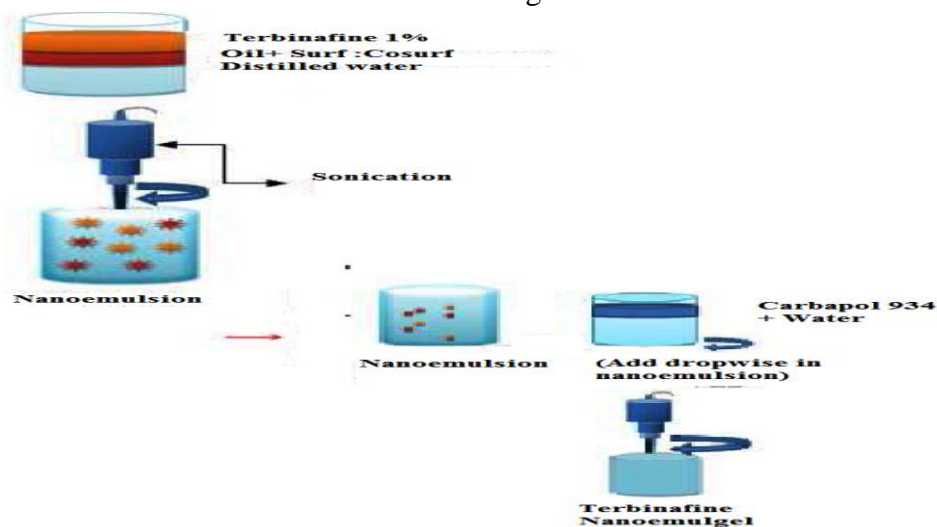 Terbinafine 1%
Oil+ Surf :Cosurf
Distilled water
Sonication
Nanoemulsion
Nanoemulsion
Carbapol 934
+ Water
(Add dropwise in
nanoemulsion)
Terbinafine
Nanoemulgel